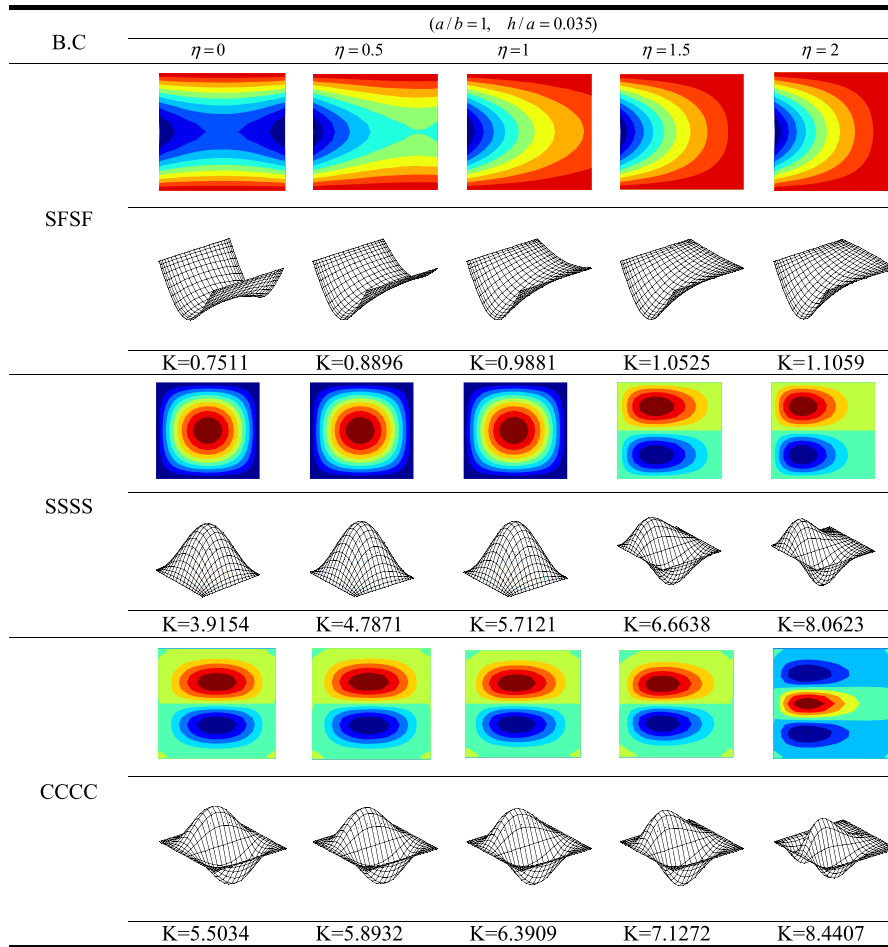 B.C
(a/b=1, h/a=0.035)
η=0 η=0.5 η=1 η=1.5 η=2
SFSF
K=0.7511 K=0.8896 K=0.9881 K=1.0525 K=1.1059
SSSS
K=3.9154 K=4.7871 K=5.7121 K=6.6638 K=8.0623
CCCC
K=5.5034 K=5.8932 K=6.3909 K=7.1272 K=8.4407